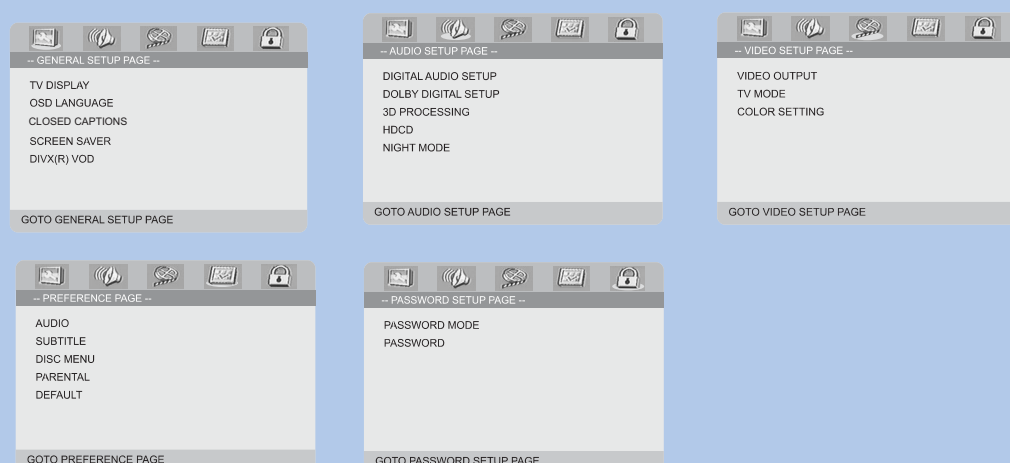 -- GENERAL SETUP PAGE --
TV DISPLAY
OSD LANGUAGE
CLOSED CAPTIONS
SCREEN SAVER
DIVX(R) VOD
GOTO GENERAL SETUP PAGE
-- AUDIO SETUP PAGE --
DIGITAL AUDIO SETUP
DOLBY DIGITAL SETUP
3D PROCESSING
HDCD
NIGHT MODE
GOTO AUDIO SETUP PAGE
-- VIDEO SETUP PAGE --
VIDEO OUTPUT
TV MODE
COLOR SETTING
GOTO VIDEO SETUP PAGE
-- PREFERENCE PAGE --
AUDIO
SUBTITLE
DISC MENU
PARENTAL
DEFAULT
GOTO PREFERENCE PAGE
-- PASSWORD SETUP PAGE --
PASSWORD MODE
PASSWORD
GOTO PASSWORD SETUP PAGE